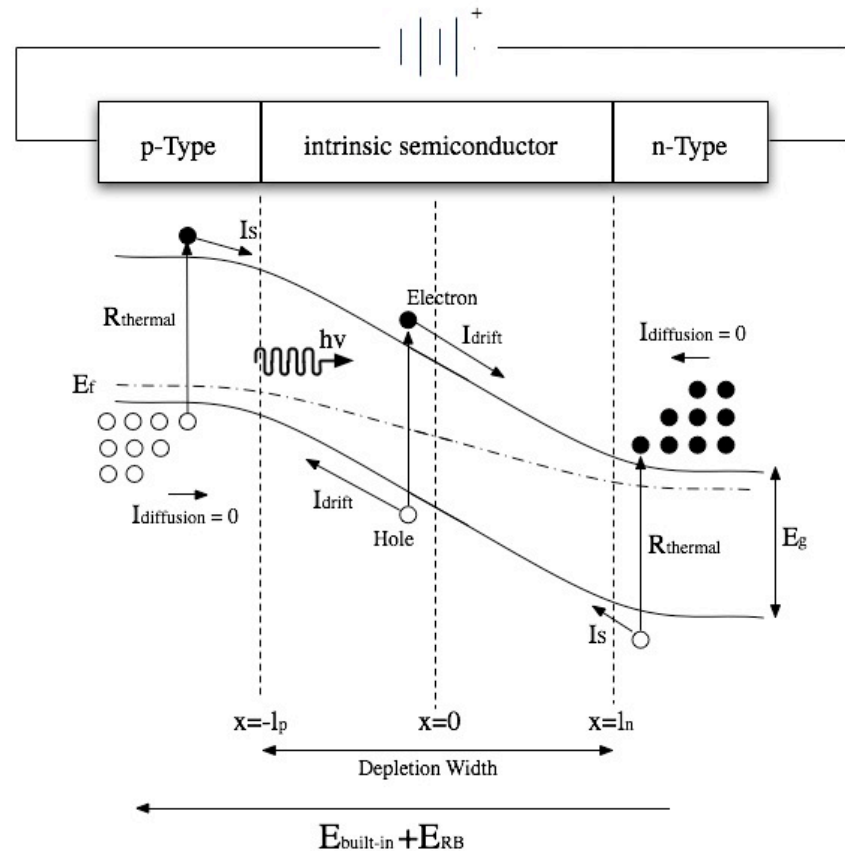 +
p-Type
intrinsic semiconductor
n-Type
Is
Electron
Rthermal
hν
Idrift
Idiffusion = 0
Ef
Idrift
Idiffusion = 0
Hole
Rthermal
Eg
Is
x=-lp
x=0
x=ln
Depletion Width
Ebuilt-in+ERB